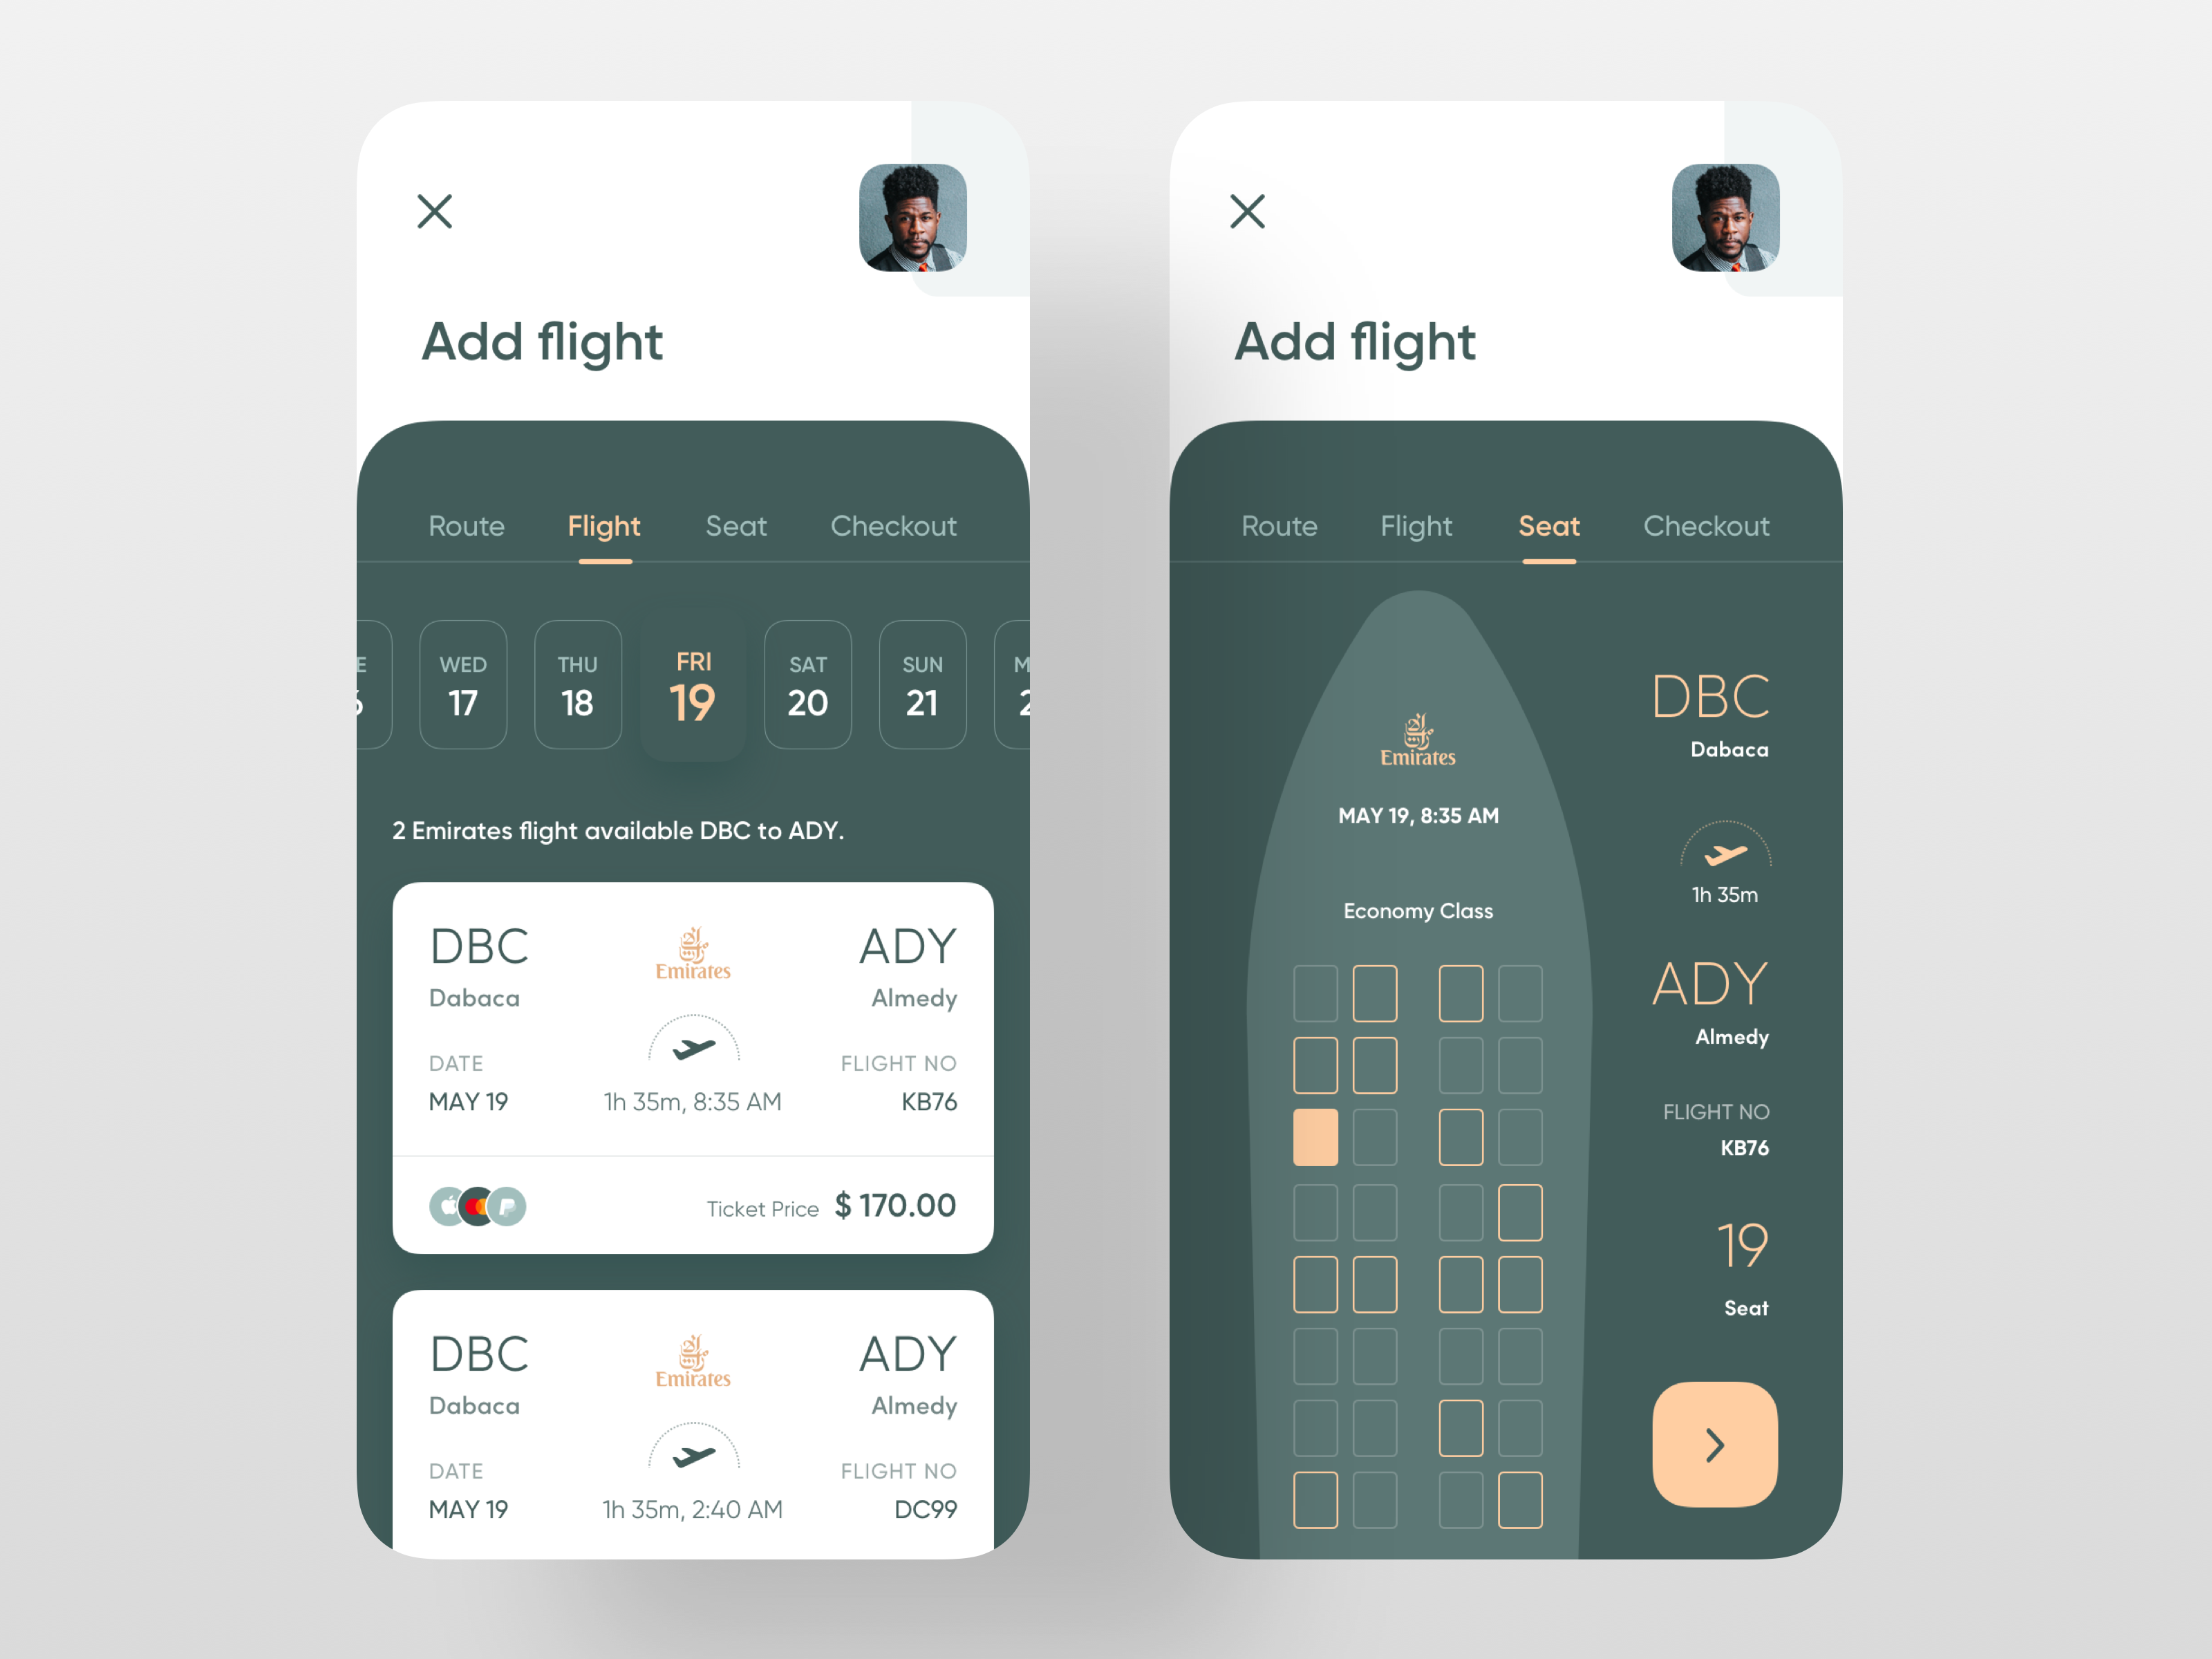 Add flight
Route Flight Seat Checkout
E WED THU FRI SAT SUN M
17 18 19 20 21 2
2 Emirates flight available DBC to ADY.
DBC Emirates ADY
Dabaca Almedy
DATE FLIGHT NO
MAY 19 1h 35m, 8:35 AM KB76
Ticket Price $ 170.00
DBC Emirates ADY
Dabaca Almedy
DATE FLIGHT NO
MAY 19 1h 35m, 2:40 AM DC99
Add flight
Route Flight Seat Checkout
Emirates
MAY 19, 8:35 AM
Economy Class
DBC
Dabaca
1h 35m
ADY
Almedy
FLIGHT NO
KB76
19
Seat